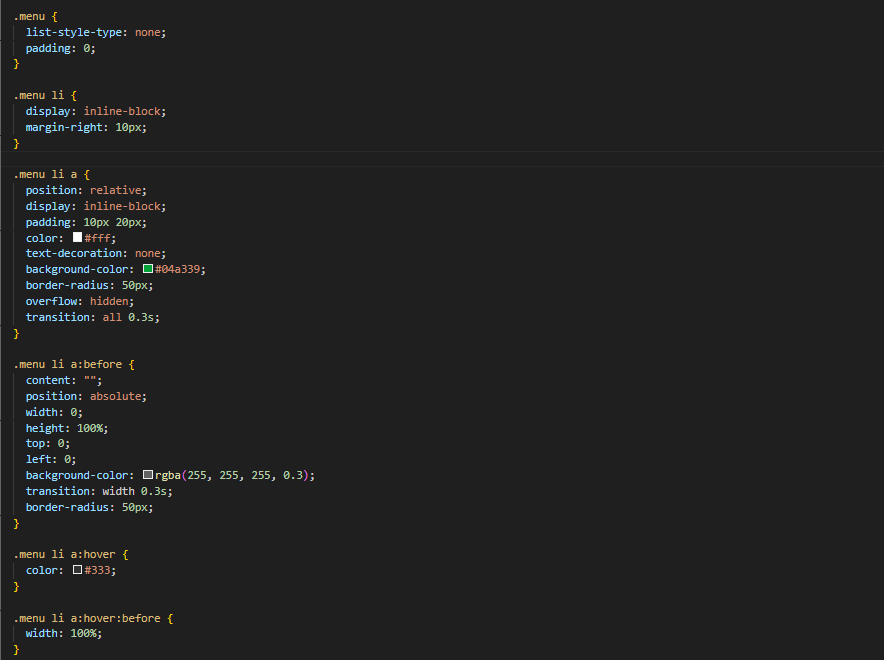 .menu {
  list-style-type: none;
  padding: 0;
}

.menu li {
  display: inline-block;
  margin-right: 10px;
}

.menu li a {
  position: relative;
  display: inline-block;
  padding: 10px 20px;
  color: #fff;
  text-decoration: none;
  background-color: #04a339;
  border-radius: 50px;
  overflow: hidden;
  transition: all 0.3s;
}

.menu li a:before {
  content: "";
  position: absolute;
  width: 0;
  height: 100%;
  top: 0;
  left: 0;
  background-color: rgba(255, 255, 255, 0.3);
  transition: width 0.3s;
  border-radius: 50px;
}

.menu li a:hover {
  color: #333;
}

.menu li a:hover:before {
  width: 100%;
}